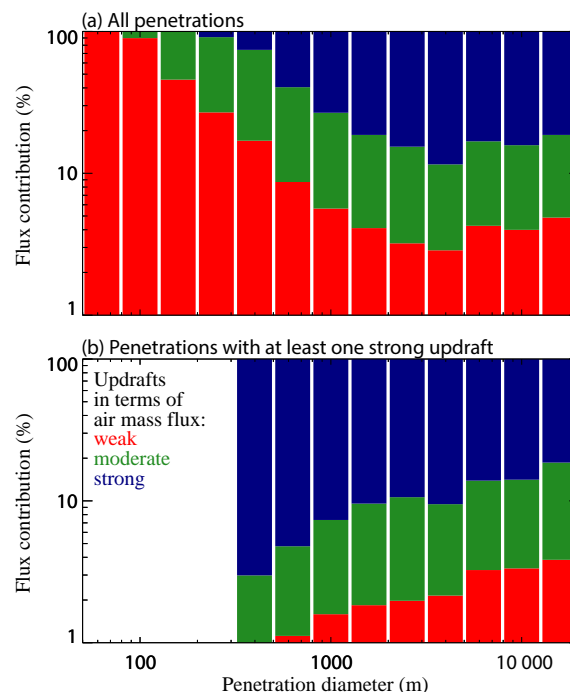 (a) All penetrations
100
10
1
Flux contribution (%)
(b) Penetrations with at least one strong updraft
100
10
1
Flux contribution (%)
Updrafts
in terms of
air mass flux:
weak
moderate
strong
100 1000 10 000
Penetration diameter (m)